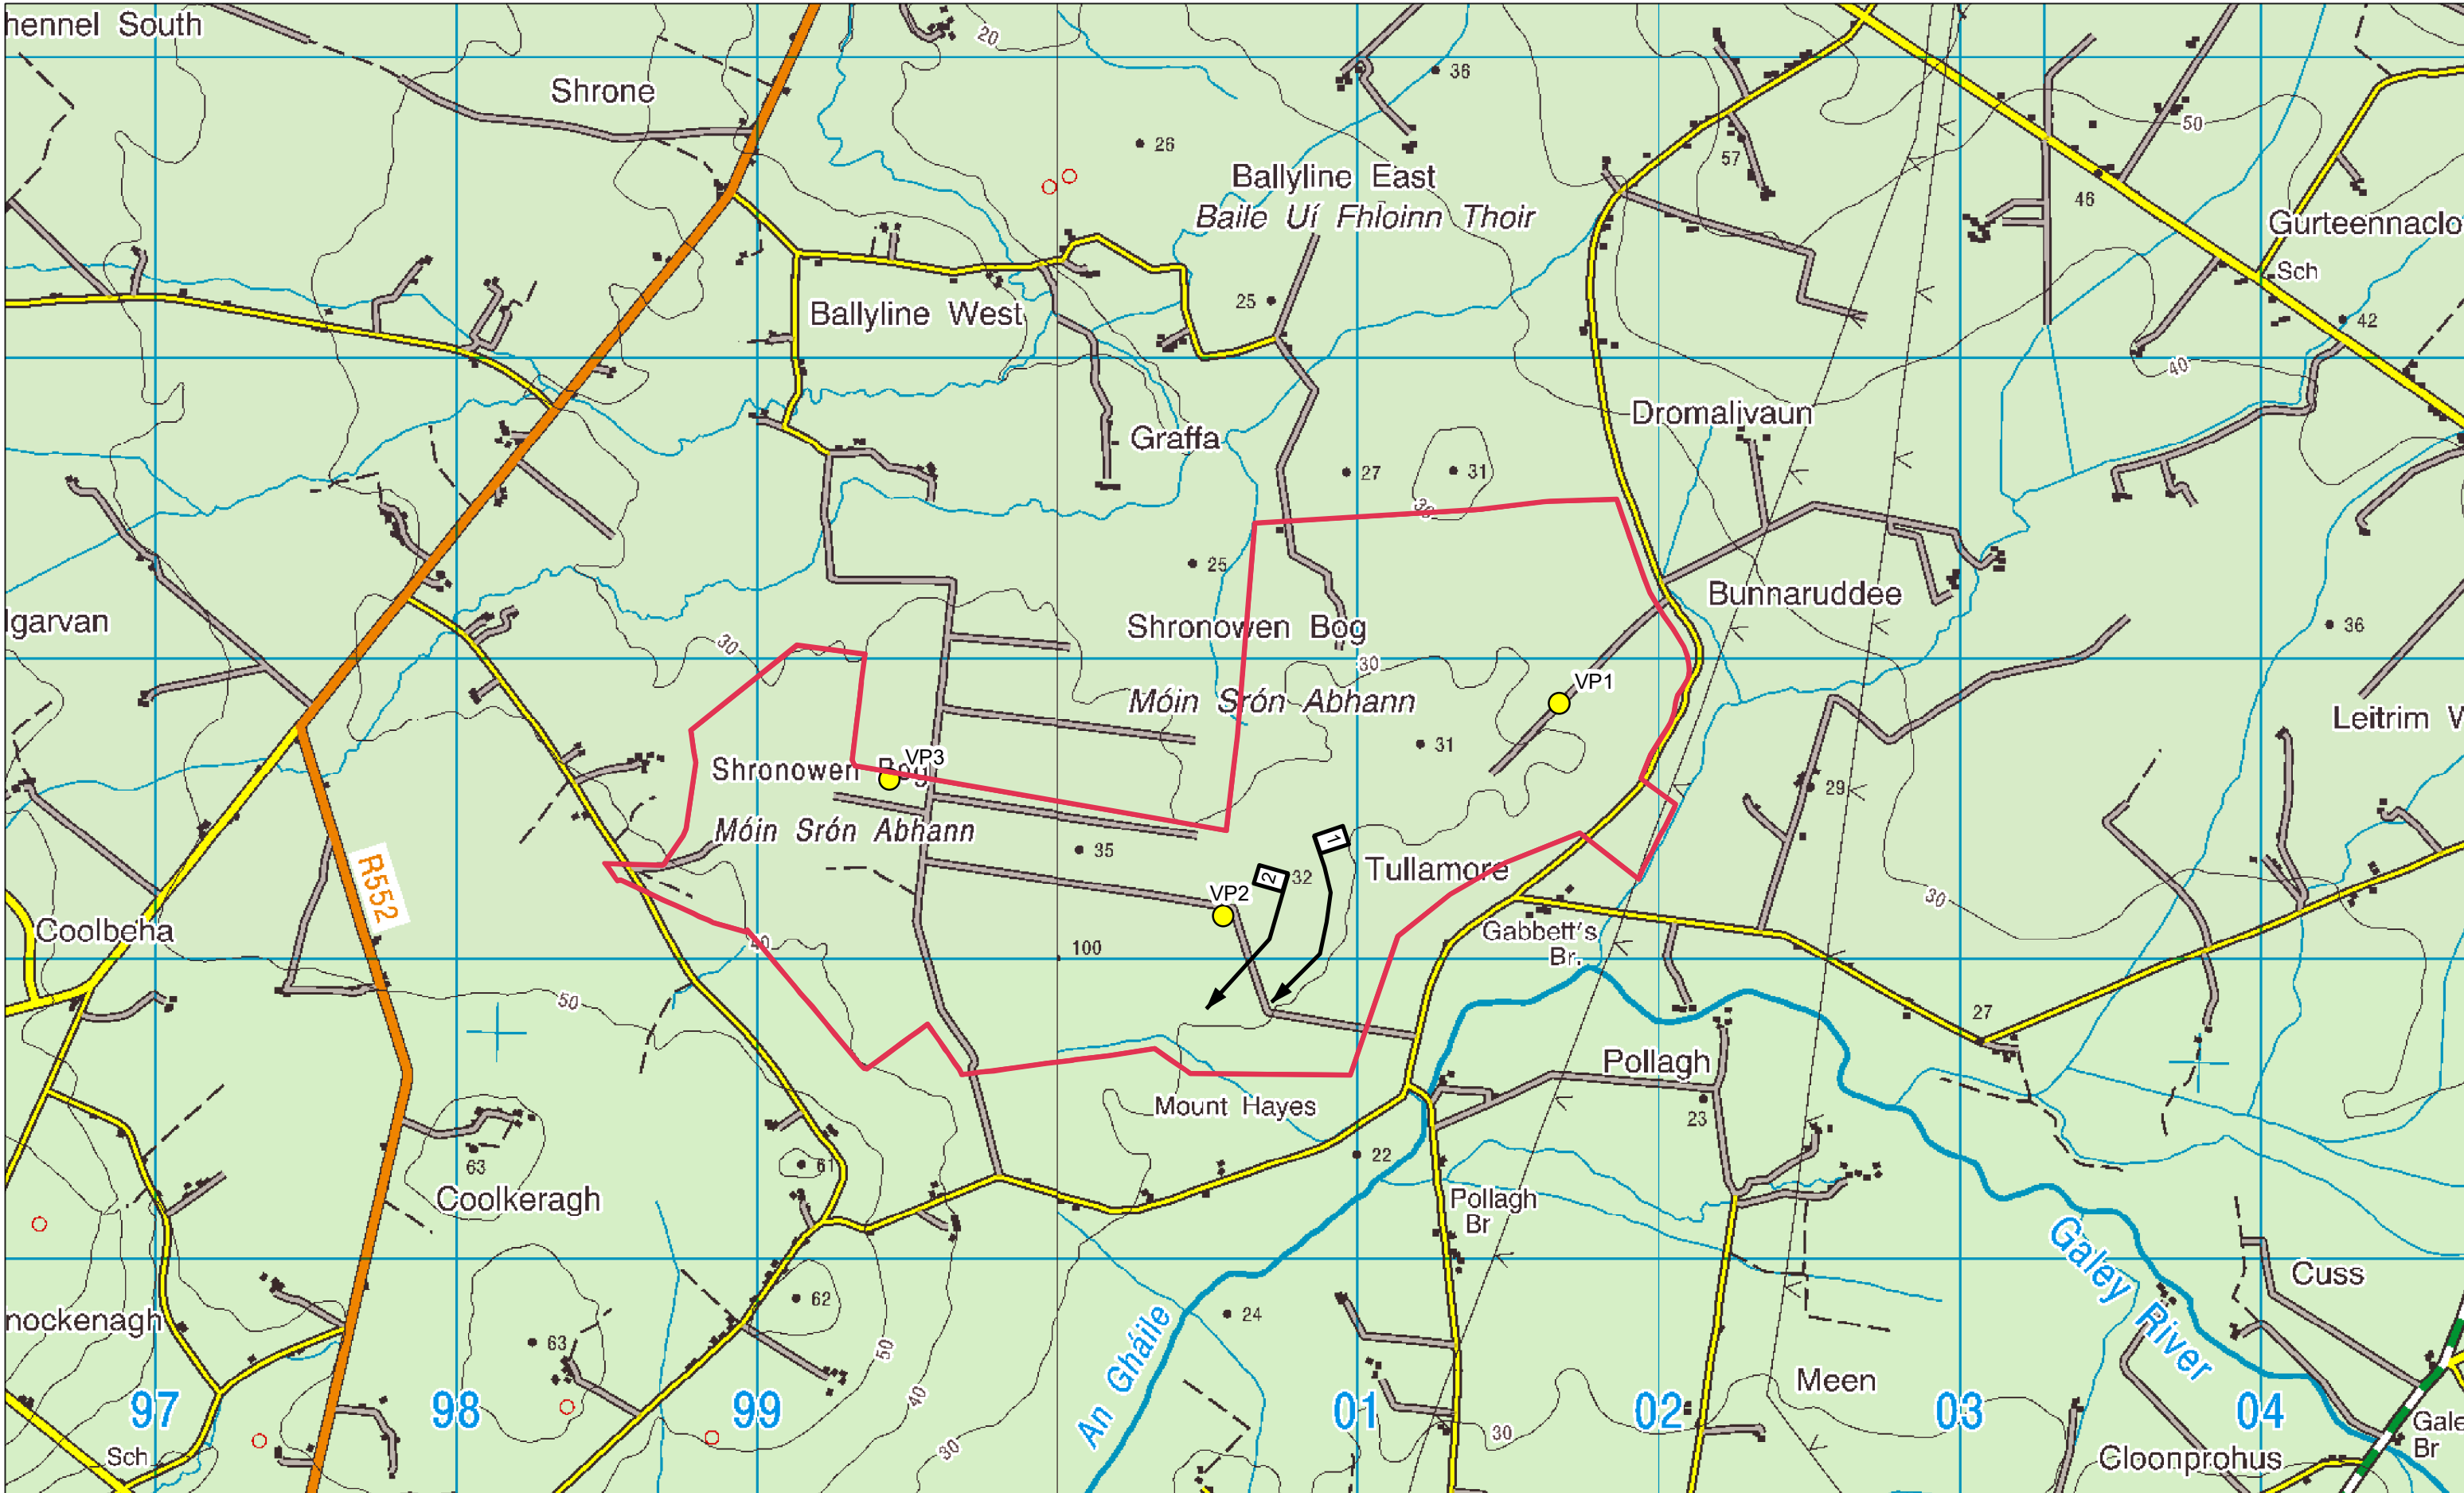 hennel South
20
Shrone
36
26
57
50
46
Ballyline East
Baile Uí Fhloinn Thoir
Gurteennaclo
Sch
25
42
Ballyline West
40
Dromalivaun
Graffa
27
31
30
25
Bunnaruddee
lgarvan
30
Shronowen Bog
36
30
VP1
Móin Srón Abhann
Leitrim W
31
Shronowen Bog
VP3
29
Móin Srón Abhann
1
35
Tullamore
2
32
R552
VP2
30
Coolbeha
40
100
Gabbett's
Br.
50
27
Pollagh
Mount Hayes
23
22
61
63
Coolkeragh
Pollagh
Br
Galey River
Cuss
62
24
nockenagh
63
50
An Gháile
Meen
40
97
98
99
01
02
03
04
Gale
Br
30
30
Sch
Cloonprohus